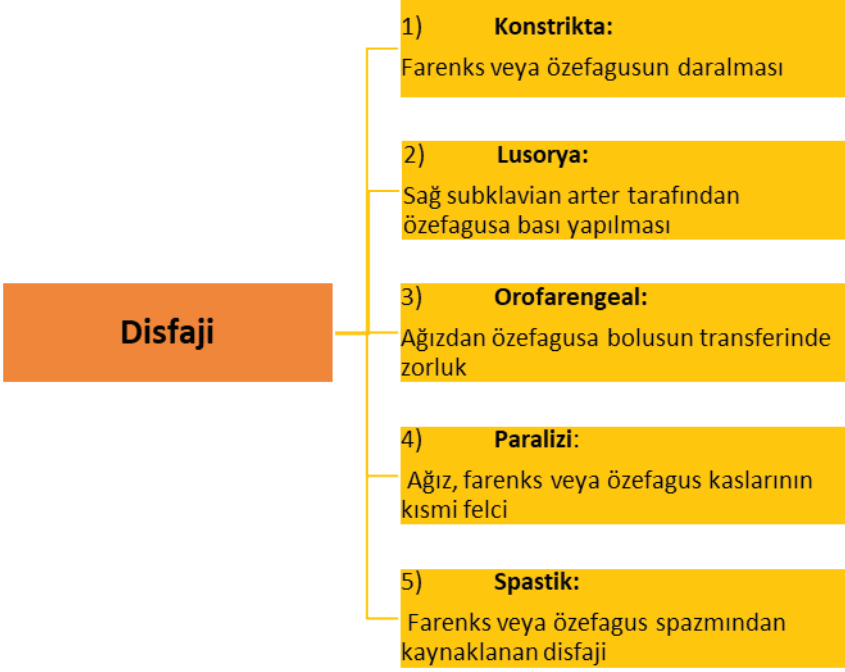 1) Konstrikta:
Farenks veya özefagusun daralması
2) Lusorya:
Sağ subklavian arter tarafından
özefagusa bası yapılması
Disfaji
3) Orofarengeal:
Ağızdan özefagusa bolusun transferinde
zorluk
4) Paralizi:
Ağız, farenks veya özefagus kaslarının
kısmi felci
5) Spastik:
Farenks veya özefagus spazmından
kaynaklanan disfaji